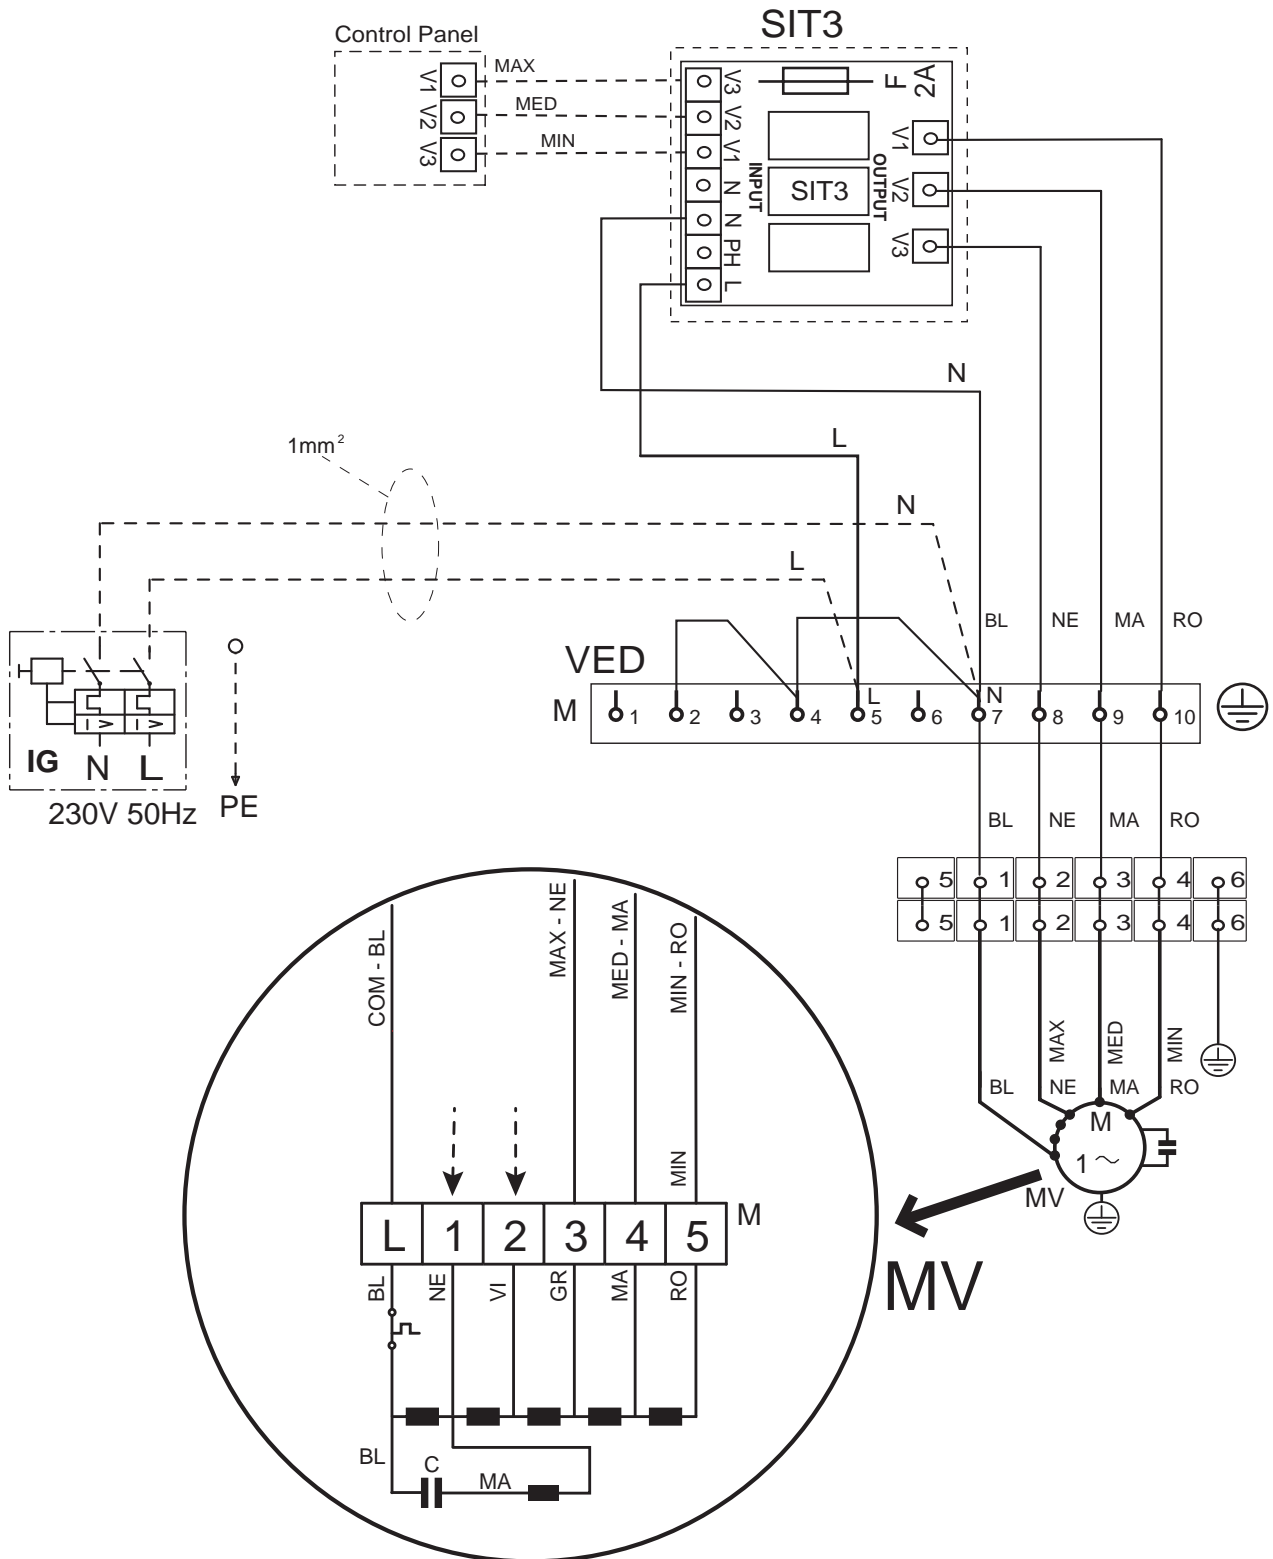 SIT3
Control Panel
V1
V2
V3
MAX
MED
MIN
V3
V2
V1
N
N
PH
L
INPUT
SIT3
OUTPUT
F
2A
V1
V2
V3
N
L
1mm²
N
L
BL
NE
MA
RO
VED
M
1
2
3
4
L
5
6
N
7
8
9
10
I >
I >
IG
N
L
230V 50Hz
PE
BL
NE
MA
RO
5
1
2
3
4
6
5
1
2
3
4
6
MAX
MED
MIN
BL
NE
MA
RO
M
1 ~
MV
MV
COM - BL
MAX - NE
MED - MA
MIN - RO
MIN
L
1
2
3
4
5
M
BL
NE
VI
GR
MA
RO
BL
C
MA